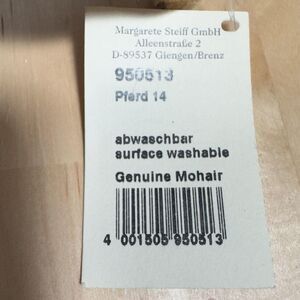 Margarete Steiff GmbH
Alleenstraße 2
D-89537 Giengen/Brenz
950513
Pferd 14
abwaschbar
surface washable
Genuine Mohair
4 001505 950513